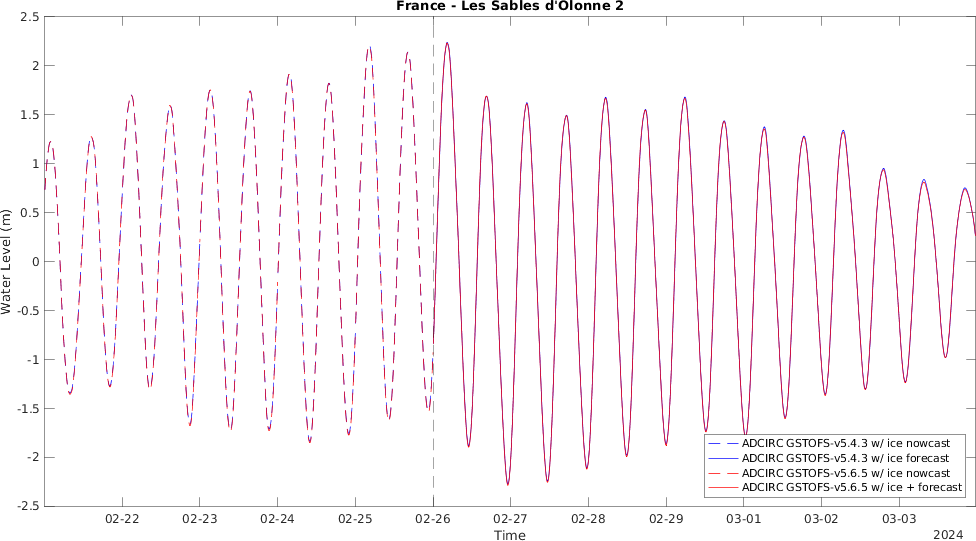 France - Les Sables d'Olonne 2
2.5
2
1.5
1
0.5
0
-0.5
-1
-1.5
-2
-2.5
Water Level (m)
ADCIRC GSTOFS-v5.4.3 w/ ice nowcast
ADCIRC GSTOFS-v5.4.3 w/ ice forecast
ADCIRC GSTOFS-v5.6.5 w/ ice nowcast
ADCIRC GSTOFS-v5.6.5 w/ ice + forecast
02-22 02-23 02-24 02-25 02-26 02-27 02-28 02-29 03-01 03-02 03-03
Time
2024